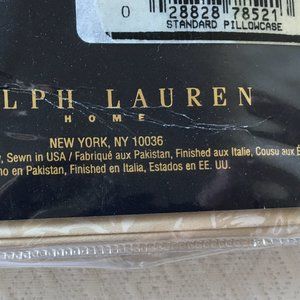 0 28828 78521
STANDARD PILLOWCASE
LPH LAUREN
HOME
NEW YORK, NY 10036
, Sewn in USA / Fabriqué aux Pakistan, Finished aux Italie, Cousu aux É
no en Pakistan, Finished en Italia, Estados en EE. UU.